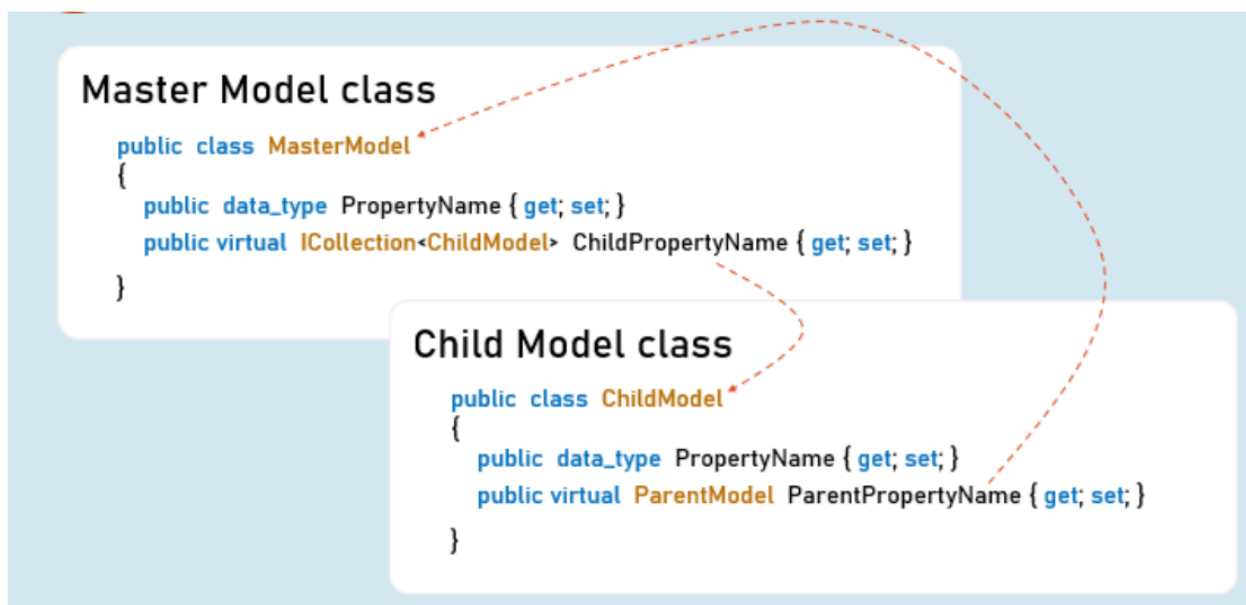 Master Model class
public class MasterModel
{
public data_type PropertyName { get; set; }
public virtual ICollection<ChildModel> ChildPropertyName { get; set; }
}
Child Model class
public class ChildModel
{
public data_type PropertyName { get; set; }
public virtual ParentModel ParentPropertyName { get; set; }
}